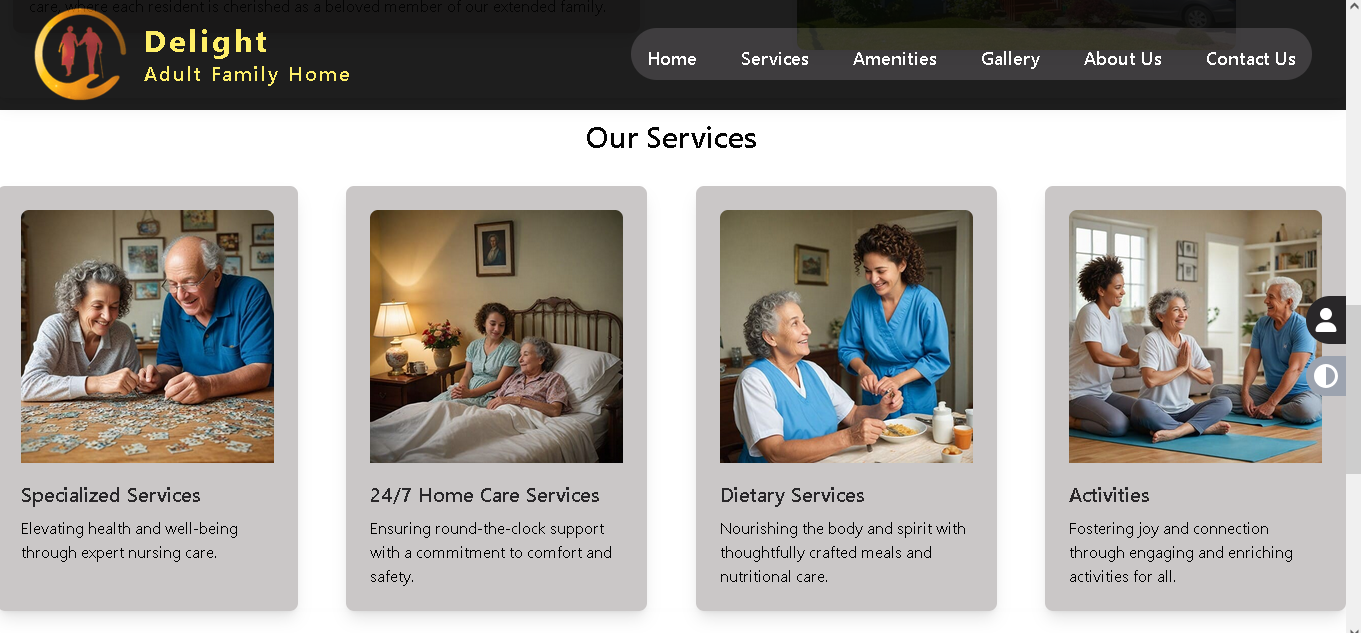 care, where each resident is cherished as a beloved member of our extended family.
Delight
Adult Family Home
Home Services Amenities Gallery About Us Contact Us
Our Services
Specialized Services
Elevating health and well-being
through expert nursing care.
24/7 Home Care Services
Ensuring round-the-clock support
with a commitment to comfort and
safety.
Dietary Services
Nourishing the body and spirit with
thoughtfully crafted meals and
nutritional care.
Activities
Fostering joy and connection
through engaging and enriching
activities for all.